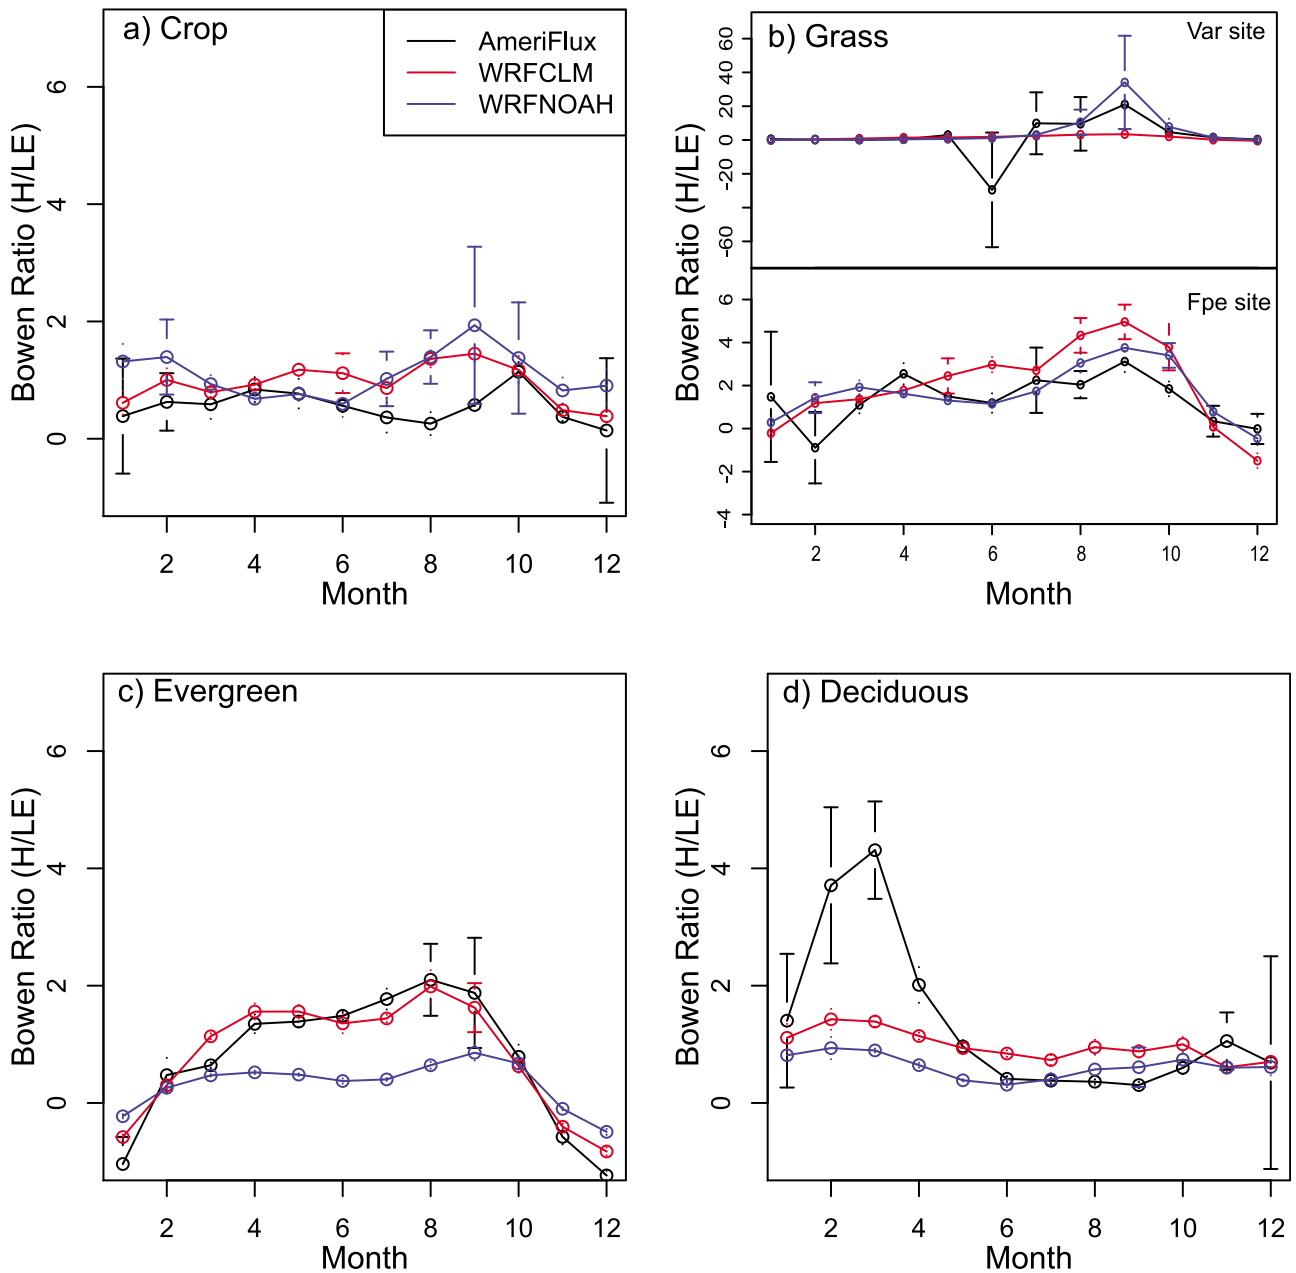 a) Crop
AmeriFlux
WRFCLM
WRFNOAH
Bowen Ratio (H/LE)
6
4
2
0
2 4 6 8 10 12
Month
b) Grass
Var site
Bowen Ratio (H/LE)
60
40
20
0
-20
-60
Fpe site
6
4
2
0
-2
-4
2 4 6 8 10 12
Month
c) Evergreen
Bowen Ratio (H/LE)
6
4
2
0
2 4 6 8 10 12
Month
d) Deciduous
Bowen Ratio (H/LE)
6
4
2
0
2 4 6 8 10 12
Month